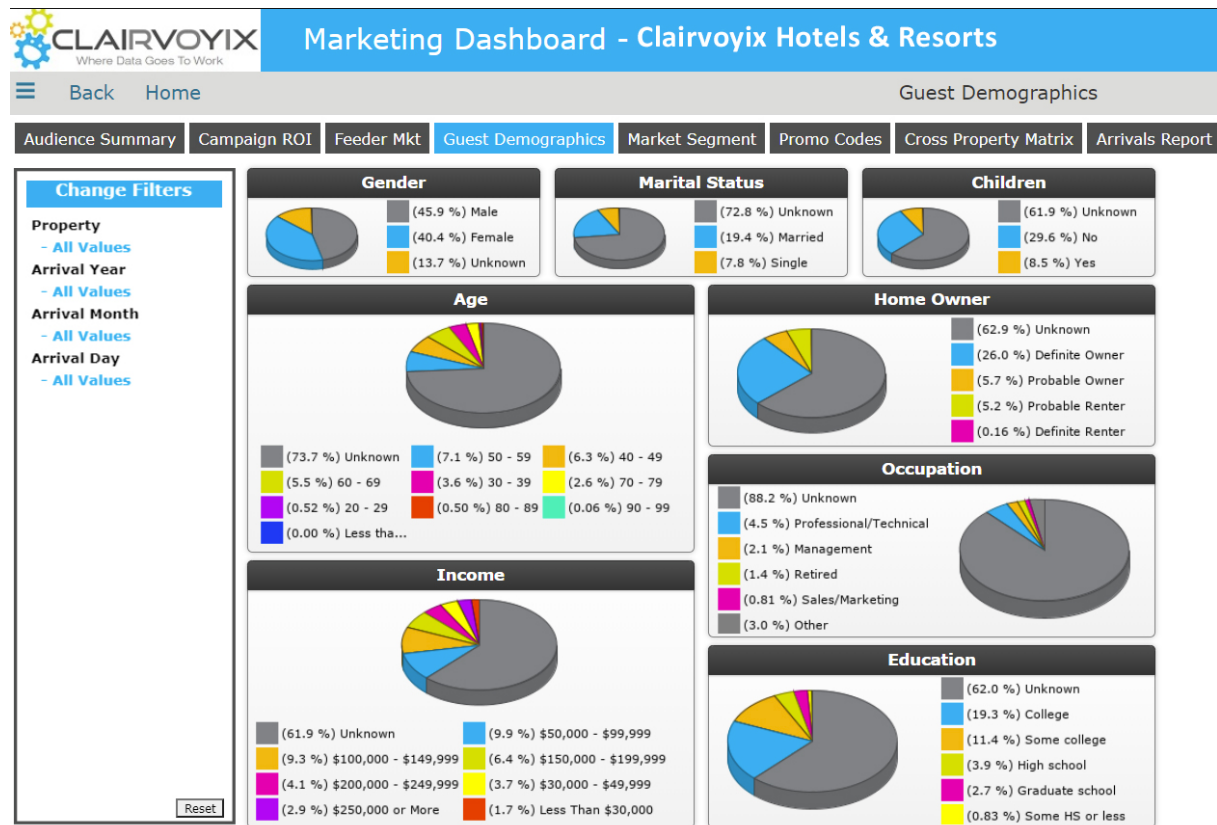 CLAIRVOYIX
Where Data Goes To Work
Marketing Dashboard - Clairvoyix Hotels & Resorts
Back Home
Guest Demographics
Audience Summary Campaign ROI Feeder Mkt Guest Demographics Market Segment Promo Codes Cross Property Matrix Arrivals Report
Change Filters
Property
- All Values
Arrival Year
- All Values
Arrival Month
- All Values
Arrival Day
- All Values
Reset
Gender
(45.9 %) Male
(40.4 %) Female
(13.7 %) Unknown
Marital Status
(72.8 %) Unknown
(19.4 %) Married
(7.8 %) Single
Children
(61.9 %) Unknown
(29.6 %) No
(8.5 %) Yes
Age
(73.7 %) Unknown (7.1 %) 50 - 59 (6.3 %) 40 - 49
(5.5 %) 60 - 69 (3.6 %) 30 - 39 (2.6 %) 70 - 79
(0.52 %) 20 - 29 (0.50 %) 80 - 89 (0.06 %) 90 - 99
(0.00 %) Less tha...
Home Owner
(62.9 %) Unknown
(26.0 %) Definite Owner
(5.7 %) Probable Owner
(5.2 %) Probable Renter
(0.16 %) Definite Renter
Occupation
(88.2 %) Unknown
(4.5 %) Professional/Technical
(2.1 %) Management
(1.4 %) Retired
(0.81 %) Sales/Marketing
(3.0 %) Other
Income
(61.9 %) Unknown (9.9 %) $50,000 - $99,999
(9.3 %) $100,000 - $149,999 (6.4 %) $150,000 - $199,999
(4.1 %) $200,000 - $249,999 (3.7 %) $30,000 - $49,999
(2.9 %) $250,000 or More (1.7 %) Less Than $30,000
Education
(62.0 %) Unknown
(19.3 %) College
(11.4 %) Some college
(3.9 %) High school
(2.7 %) Graduate school
(0.83 %) Some HS or less